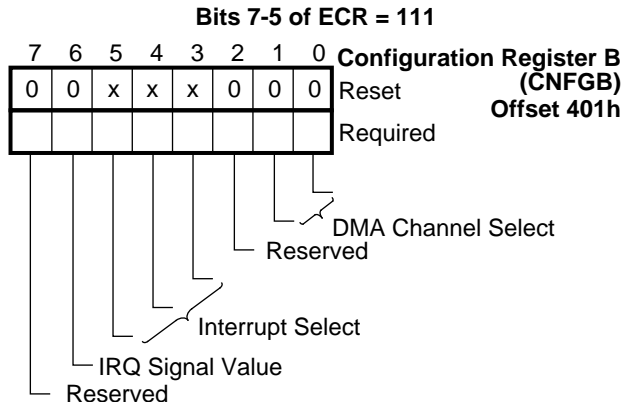 Bits 7-5 of ECR = 111
7 6 5 4 3 2 1 0 Configuration Register B
(CNFGB)
0 0 x x x 0 0 0 Reset
Offset 401h
Required
DMA Channel Select
Reserved
Interrupt Select
IRQ Signal Value
Reserved